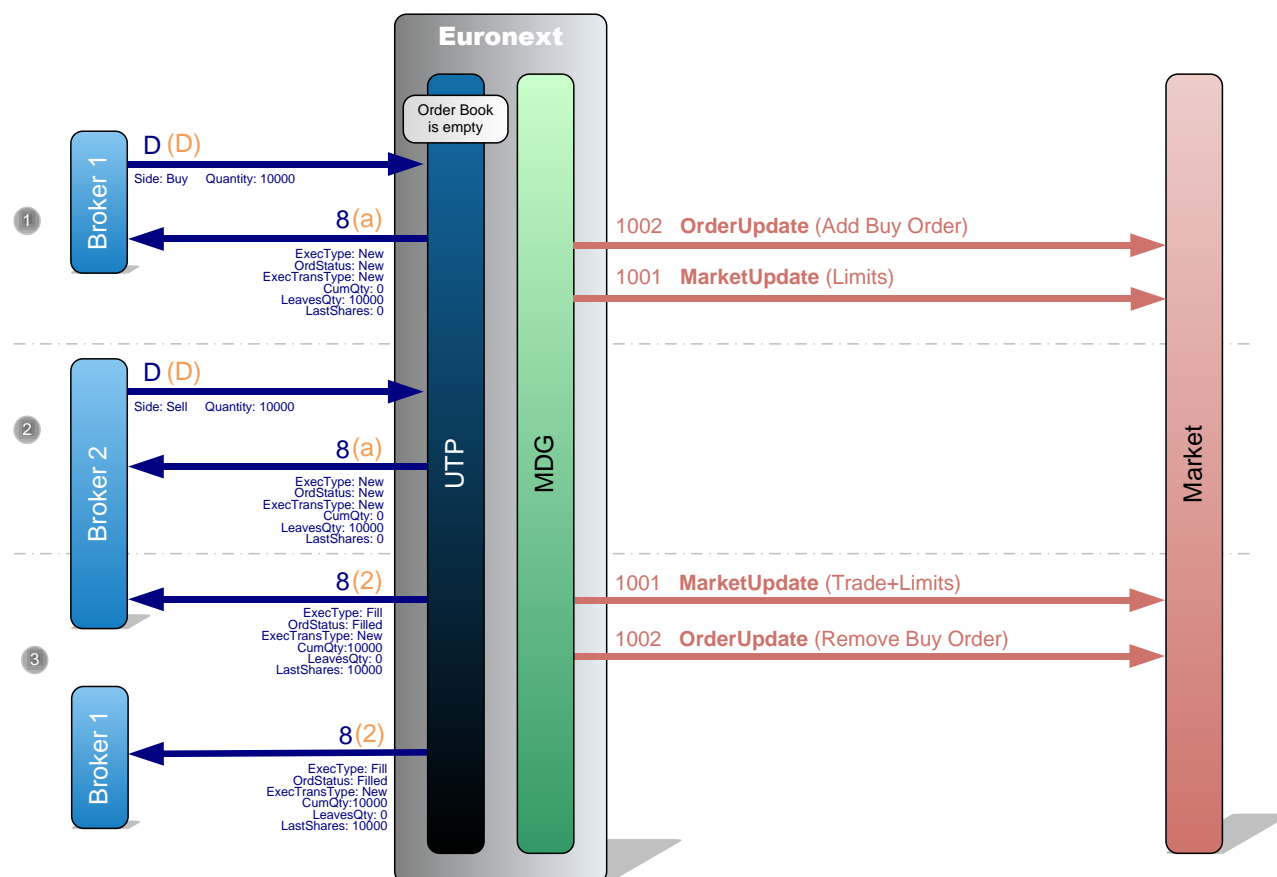 Euronext
Order Book
is empty
UTP
MDG
Market
1
Broker 1
D (D)
Side: Buy Quantity: 10000
8 (a)
ExecType: New
OrdStatus: New
ExecTransType: New
CumQty: 0
LeavesQty: 10000
LastShares: 0
1002 OrderUpdate (Add Buy Order)
1001 MarketUpdate (Limits)
2
Broker 2
D (D)
Side: Sell Quantity: 10000
8 (a)
ExecType: New
OrdStatus: New
ExecTransType: New
CumQty: 0
LeavesQty: 10000
LastShares: 0
3
8 (2)
ExecType: Fill
OrdStatus: Filled
ExecTransType: New
CumQty:10000
LeavesQty: 0
LastShares: 10000
1001 MarketUpdate (Trade+Limits)
1002 OrderUpdate (Remove Buy Order)
Broker 1
8 (2)
ExecType: Fill
OrdStatus: Filled
ExecTransType: New
CumQty:10000
LeavesQty: 0
LastShares: 10000